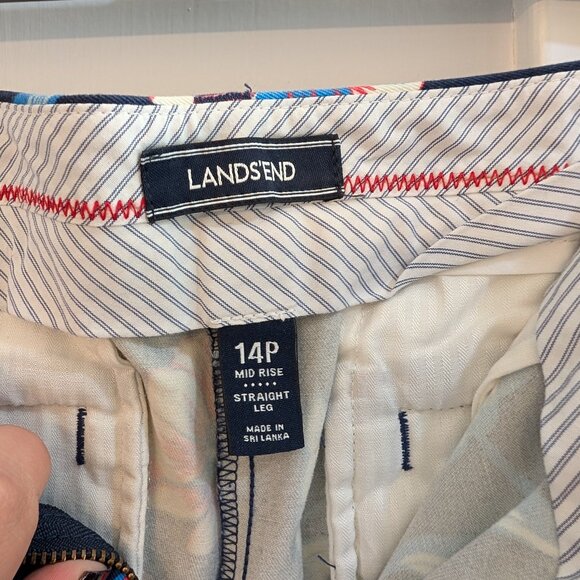 LANDS'END
14P
MID RISE
•••••
STRAIGHT
LEG
MADE IN
SRI LANKA